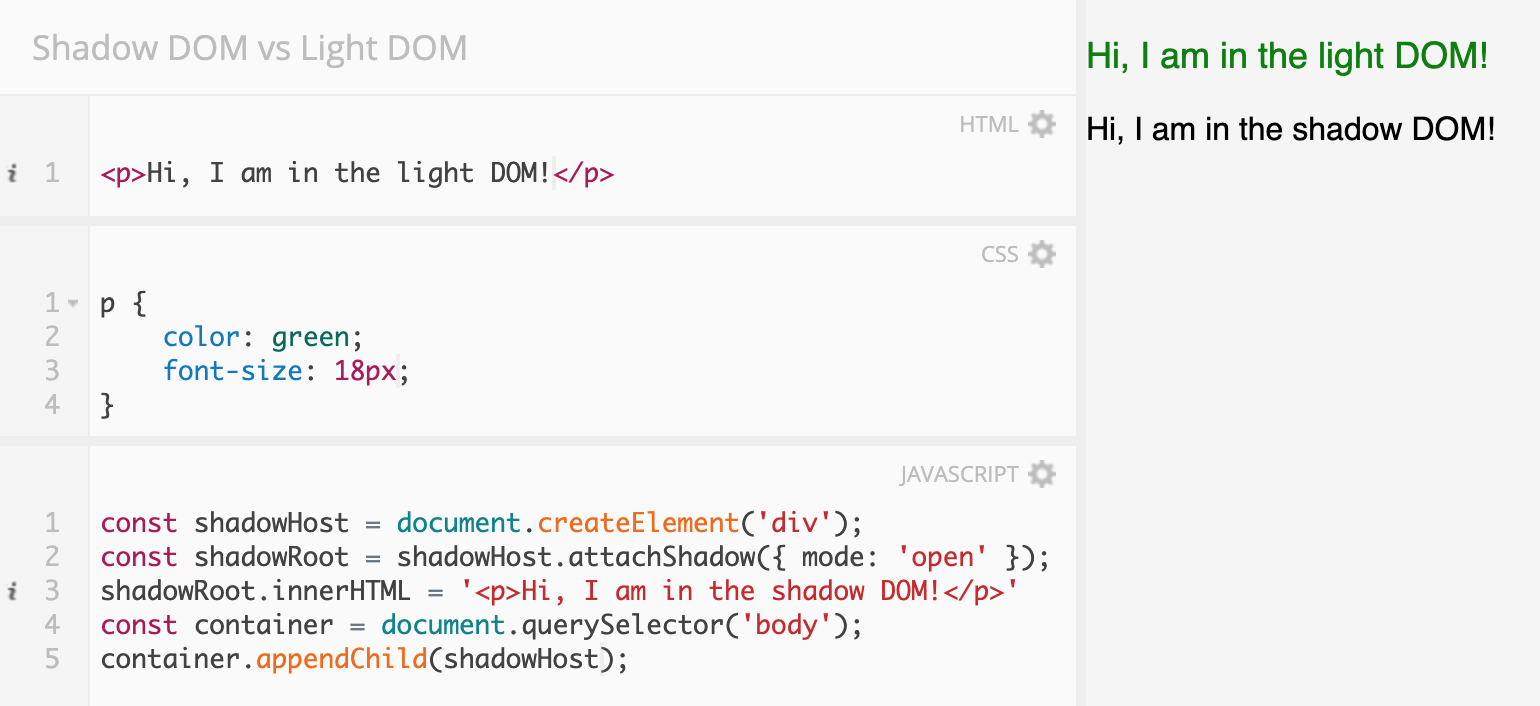 Shadow DOM vs Light DOM
HTML
1 <p>Hi, I am in the light DOM!</p>
CSS
1 p {
2     color: green;
3     font-size: 18px;
4 }
JAVASCRIPT
1 const shadowHost = document.createElement('div');
2 const shadowRoot = shadowHost.attachShadow({ mode: 'open' });
i 3 shadowRoot.innerHTML = '<p>Hi, I am in the shadow DOM!</p>'
4 const container = document.querySelector('body');
5 container.appendChild(shadowHost);
Hi, I am in the light DOM!
Hi, I am in the shadow DOM!